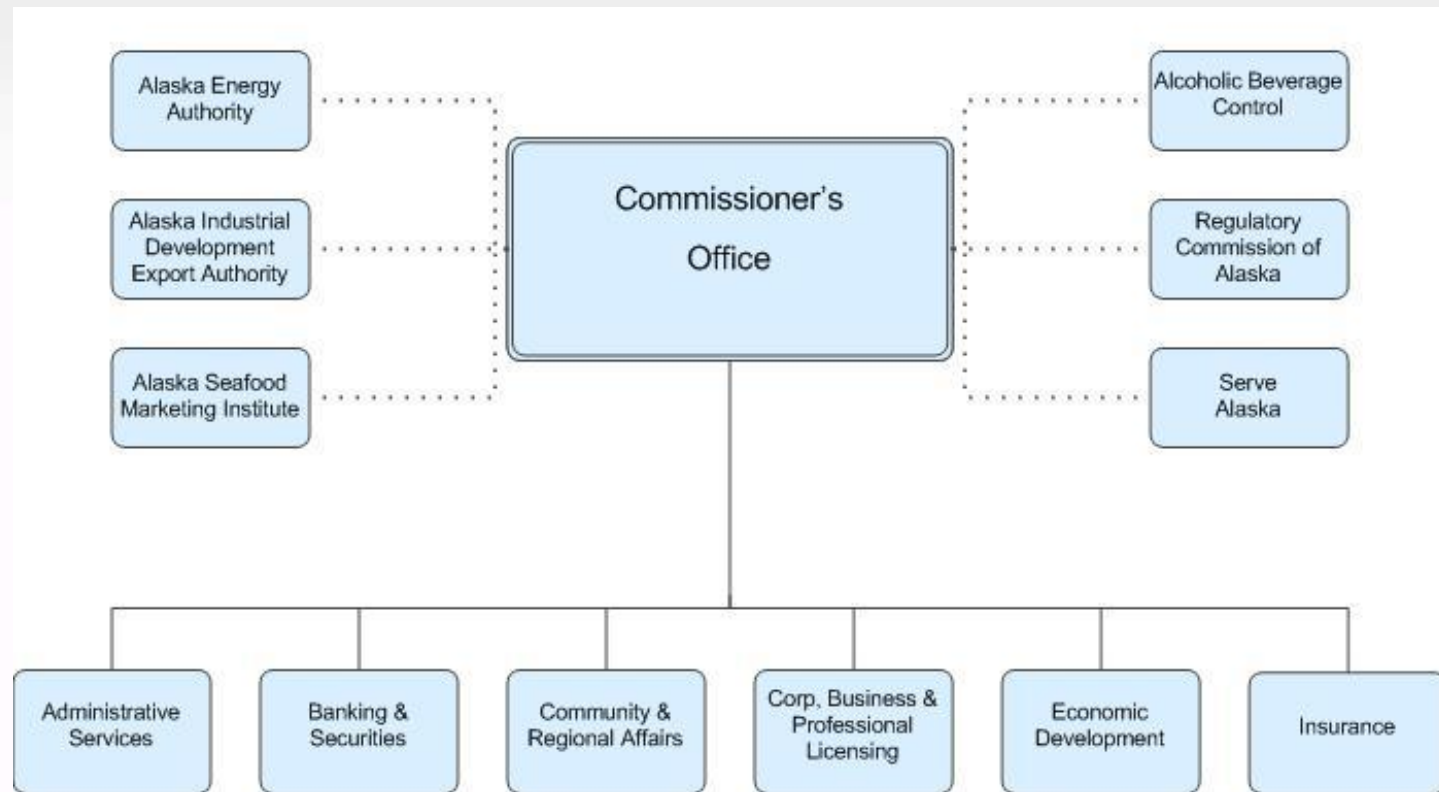 Alaska Energy
Authority
Alcoholic Beverage
Control
Commissioner's
Office
Alaska Industrial
Development
Export Authority
Regulatory
Commission of
Alaska
Alaska Seafood
Marketing Institute
Serve
Alaska
Administrative
Services
Banking &
Securities
Community &
Regional Affairs
Corp, Business &
Professional
Licensing
Economic
Development
Insurance